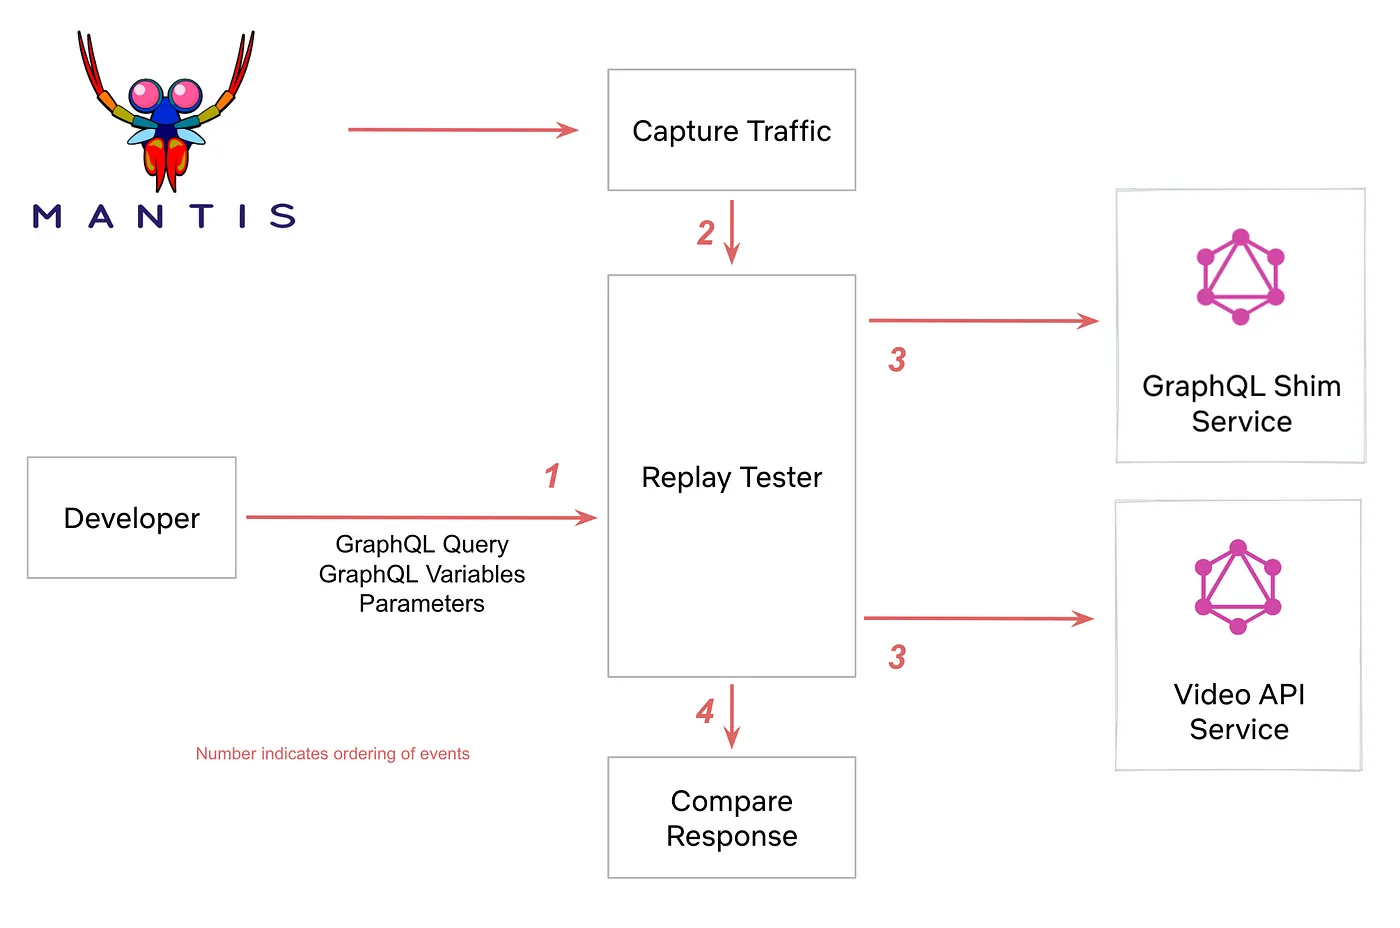 MANTIS
Capture Traffic
2
3
GraphQL Shim
Service
1
Replay Tester
Developer
GraphQL Query
GraphQL Variables
Parameters
3
Video API
Service
4
Number indicates ordering of events
Compare
Response